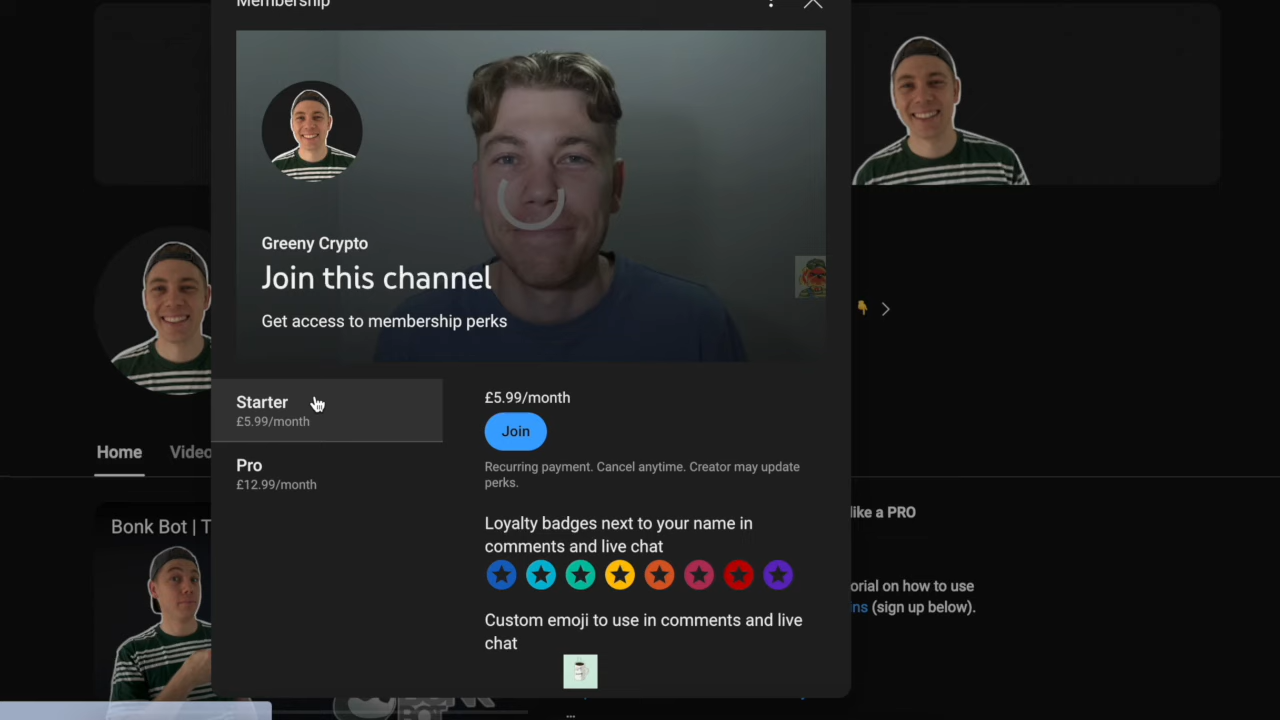 Membership
Greeny Crypto
Join this channel
Get access to membership perks
Starter
£5.99/month
Pro
£12.99/month
£5.99/month
Join
Recurring payment. Cancel anytime. Creator may update
perks.
Loyalty badges next to your name in
comments and live chat
Custom emoji to use in comments and live
chat
Home
Video
Bonk Bot | T
like a PRO
orial on how to use
ns (sign up below).